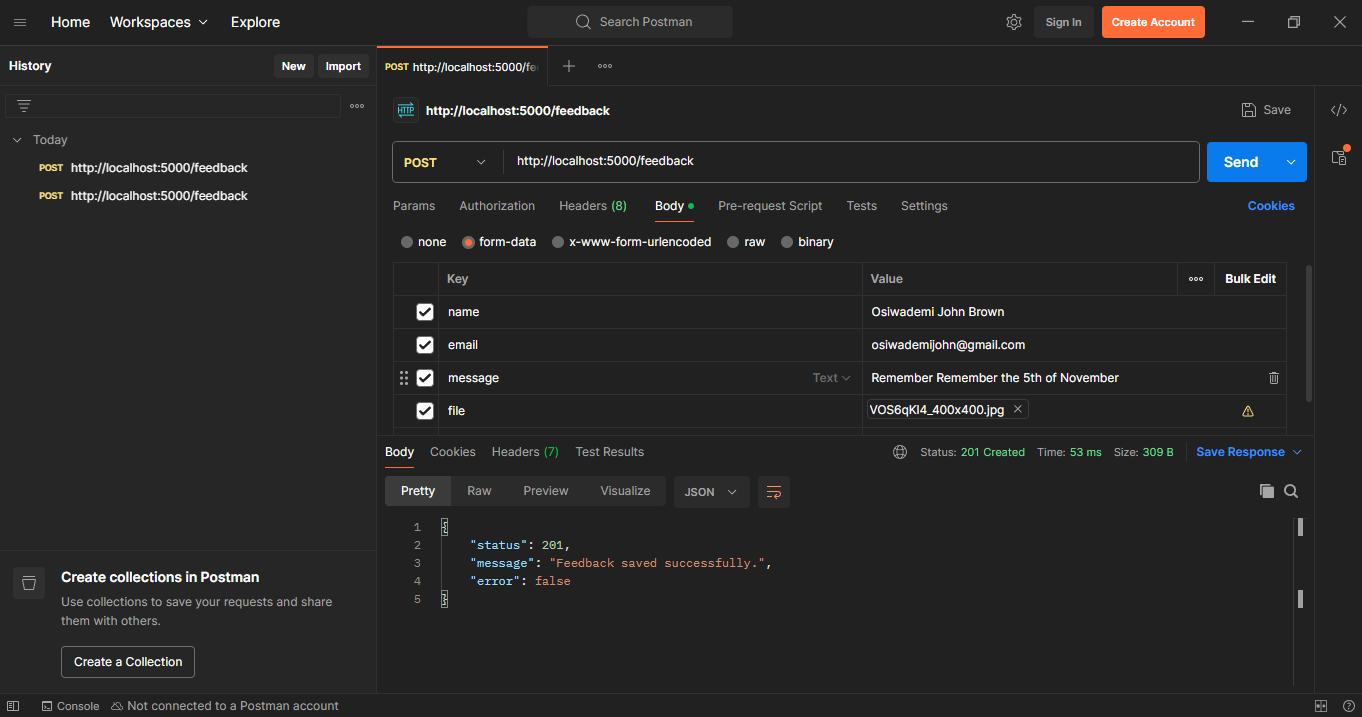 Home Workspaces Explore Search Postman Sign In Create Account
History New Import
POST http://localhost:5000/fe
HTTP http://localhost:5000/feedback Save
Today
POST http://localhost:5000/feedback
POST http://localhost:5000/feedback
POST http://localhost:5000/feedback Send
Params Authorization Headers (8) Body Pre-request Script Tests Settings Cookies
none form-data x-www-form-urlencoded raw binary
Key Value Bulk Edit
name Osiwademi John Brown
email osiwademijohn@gmail.com
message Text Remember Remember the 5th of November
file VOS6qKI4_400x400.jpg
Body Cookies Headers (7) Test Results Status: 201 Created Time: 53 ms Size: 309 B Save Response
Pretty Raw Preview Visualize JSON
1 {
2 "status": 201,
3 "message": "Feedback saved successfully.",
4 "error": false
5 }
Create collections in Postman
Use collections to save your requests and share
them with others.
Create a Collection
Console Not connected to a Postman account